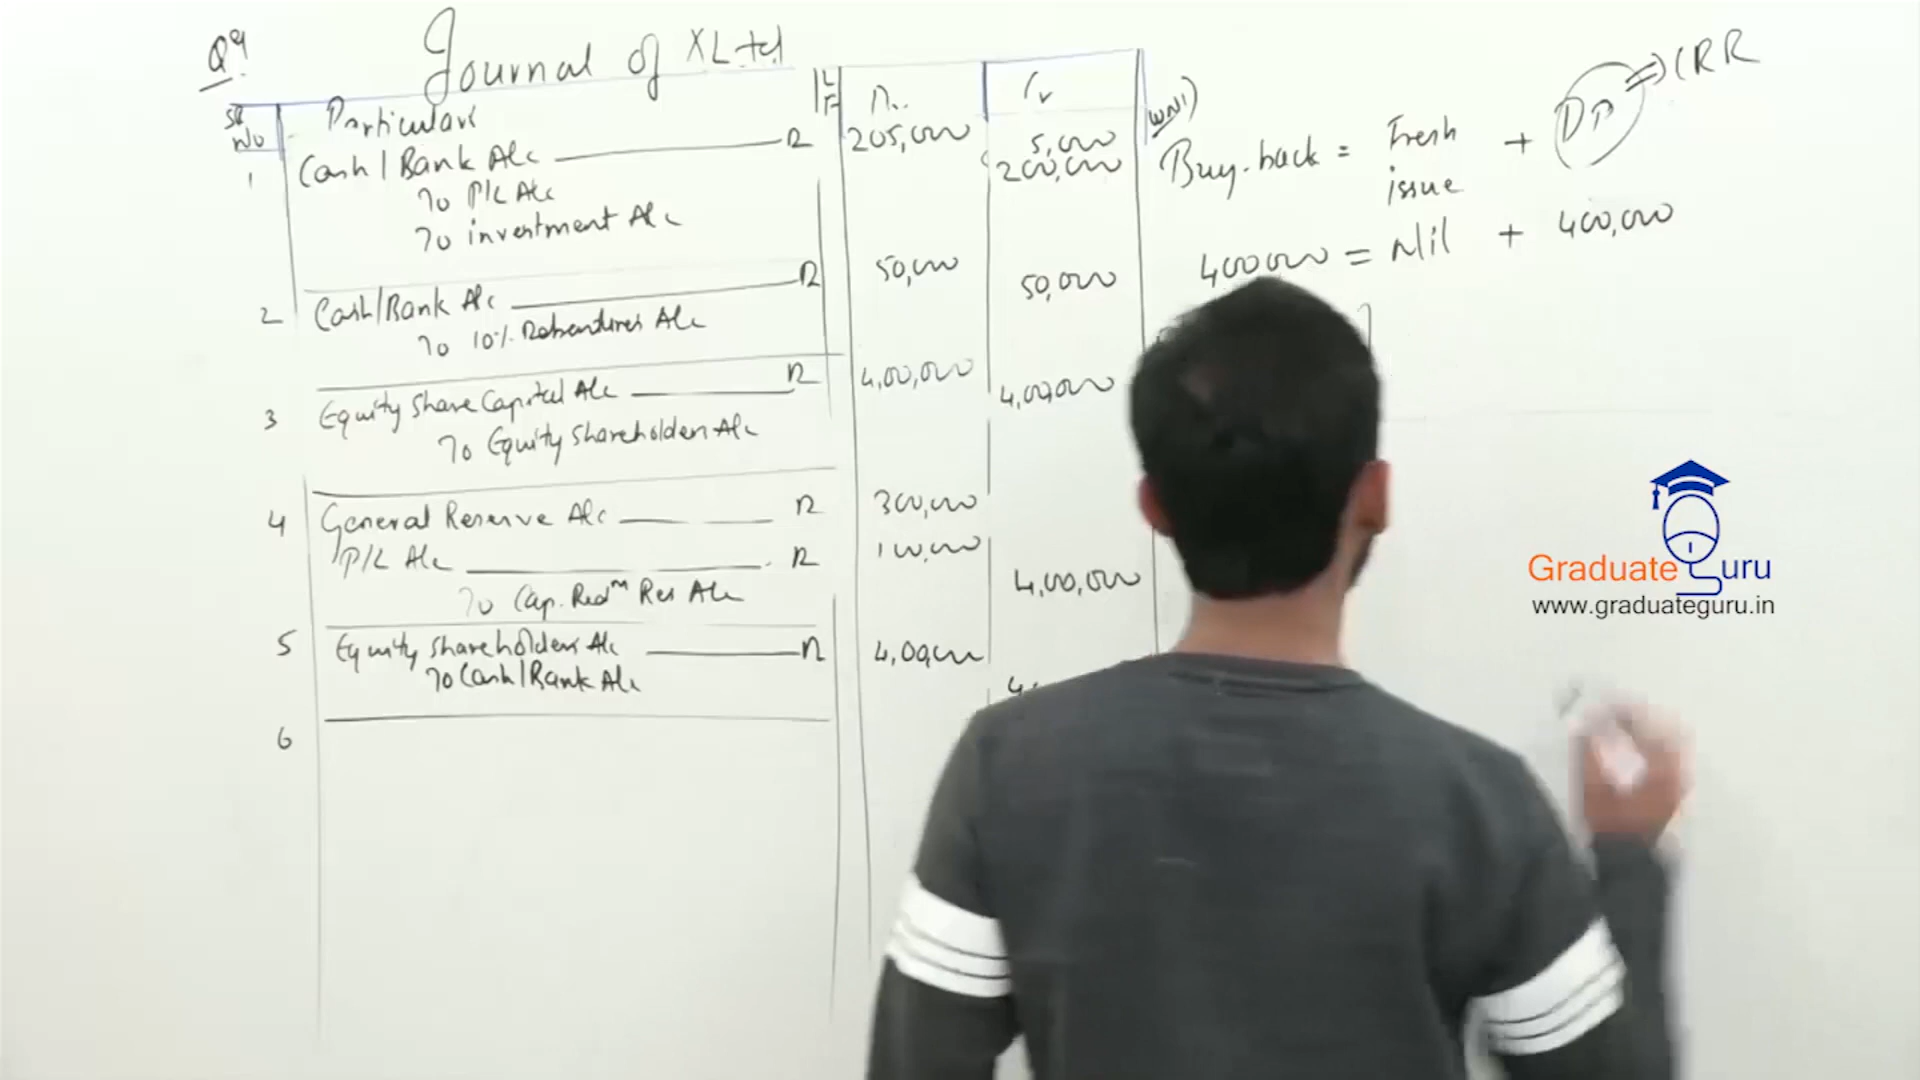 Q9
Journal of X Ltd
Sr No Particulars LF Dr. Cr
1 Cash/Bank A/c Dr 205,000
To P/L A/c 5,000
To investment A/c 200,000
2 Cash/Bank A/c Dr 50,000
To 10% Debentures A/c 50,000
3 Equity Share Capital A/c Dr 4,00,000
To Equity Shareholders A/c 4,00,000
4 General Reserve A/c Dr 300,000
P/L A/c Dr 100,000
To Cap. Redm Res A/c 4,00,000
5 Equity Shareholders A/c Dr 4,00,000
To Cash/Bank A/c
6
WN1)
Buy-back = Fresh issue + DP => CRR
400000 = Nil + 400,000
Graduate Guru
www.graduateguru.in